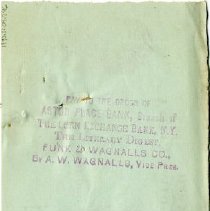 PAY TO THE ORDER OF
ASTOR PLACE BANK, Branch of
THE CORN EXCHANGE BANK, N.Y.
THE LITERARY DIGEST
FUNK & WAGNALLS CO.,
By A. W. WAGNALLS, VICE PRES.